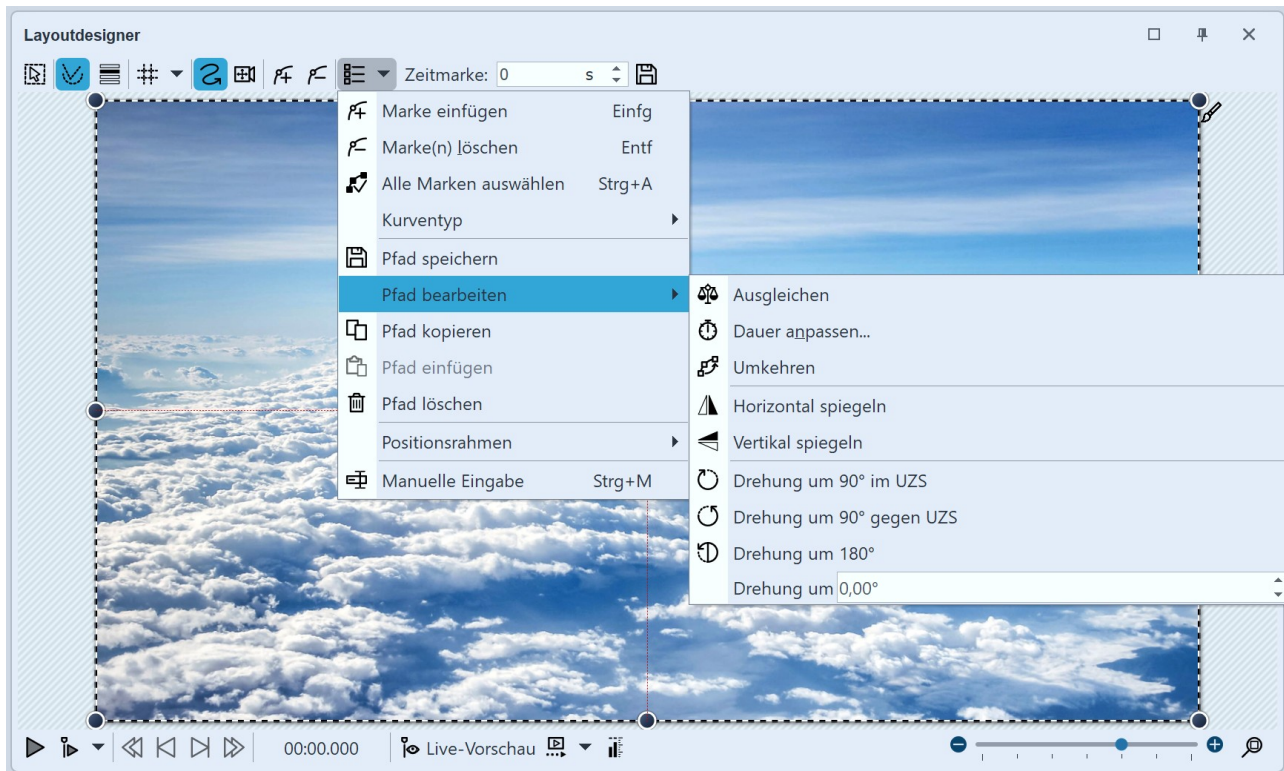 Layoutdesigner
Zeitmarke: 0 s
Marke einfügen Einfg
Marke(n) löschen Entf
Alle Marken auswählen Strg+A
Kurventyp
Pfad speichern
Pfad bearbeiten
Pfad kopieren
Pfad einfügen
Pfad löschen
Positionsrahmen
Manuelle Eingabe Strg+M
Ausgleichen
Dauer anpassen...
Umkehren
Horizontal spiegeln
Vertikal spiegeln
Drehung um 90° im UZS
Drehung um 90° gegen UZS
Drehung um 180°
Drehung um 0,00°
00:00.000 Live-Vorschau